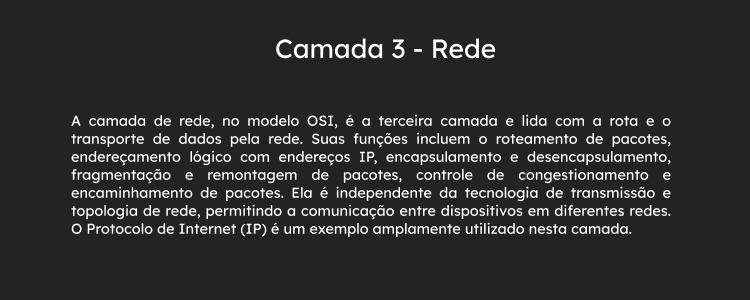 Camada 3 - Rede
A camada de rede, no modelo OSI, é a terceira camada e lida com a rota e o
transporte de dados pela rede. Suas funções incluem o roteamento de pacotes,
endereçamento lógico com endereços IP, encapsulamento e desencapsulamento,
fragmentação e remontagem de pacotes, controle de congestionamento e
encaminhamento de pacotes. Ela é independente da tecnologia de transmissão e
topologia de rede, permitindo a comunicação entre dispositivos em diferentes redes.
O Protocolo de Internet (IP) é um exemplo amplamente utilizado nesta camada.